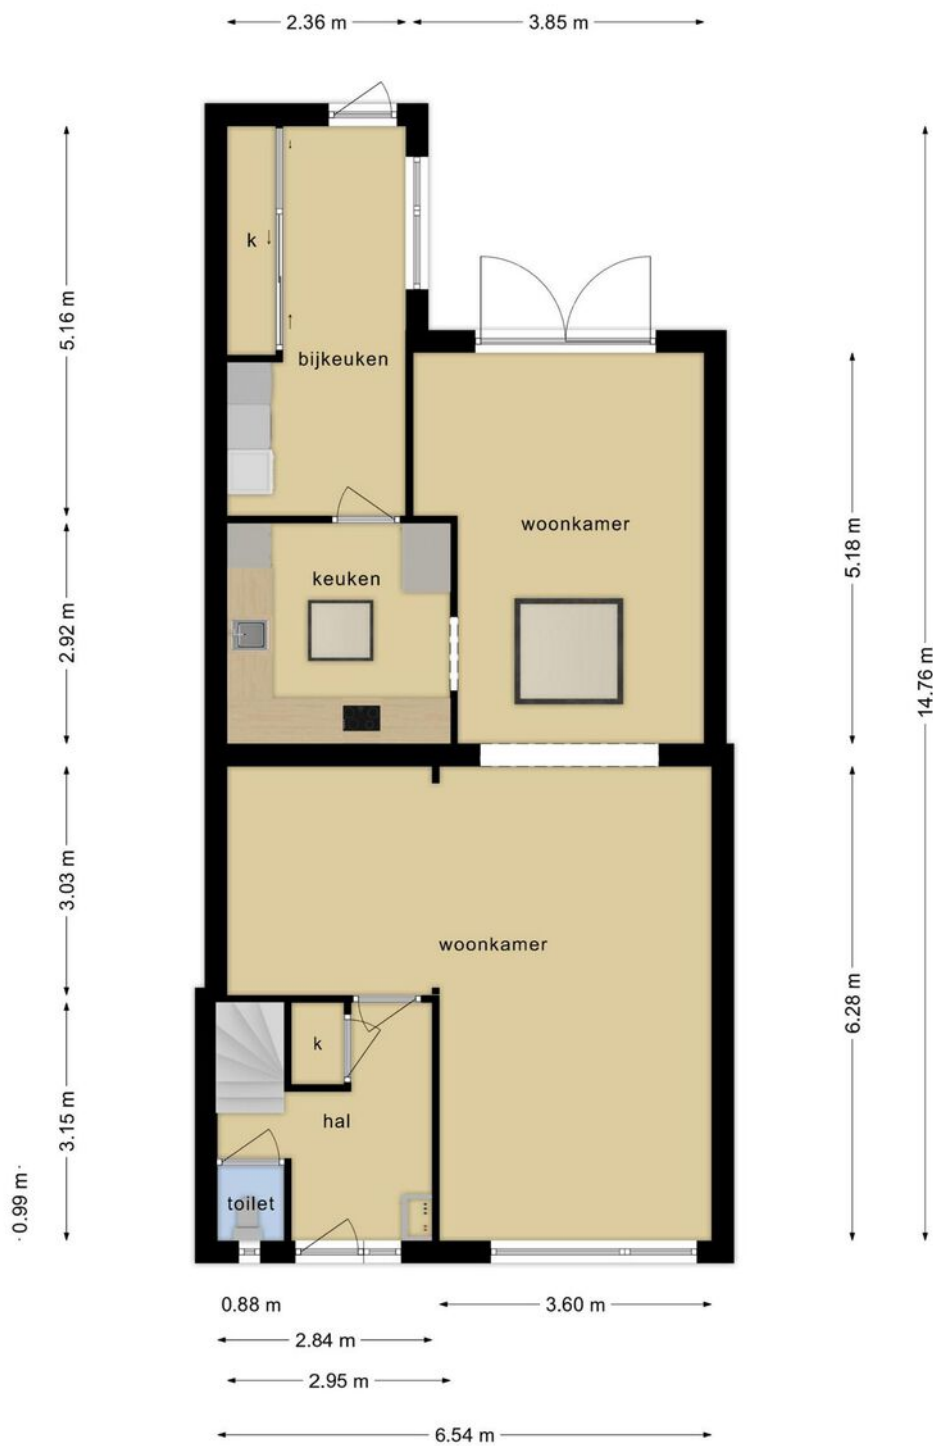 2.36 m
3.85 m
k
5.16 m
bijkeuken
woonkamer
5.18 m
keuken
2.92 m
14.76 m
3.03 m
woonkamer
6.28 m
k
hal
3.15 m
toilet
0.99 m
0.88 m
3.60 m
2.84 m
2.95 m
6.54 m